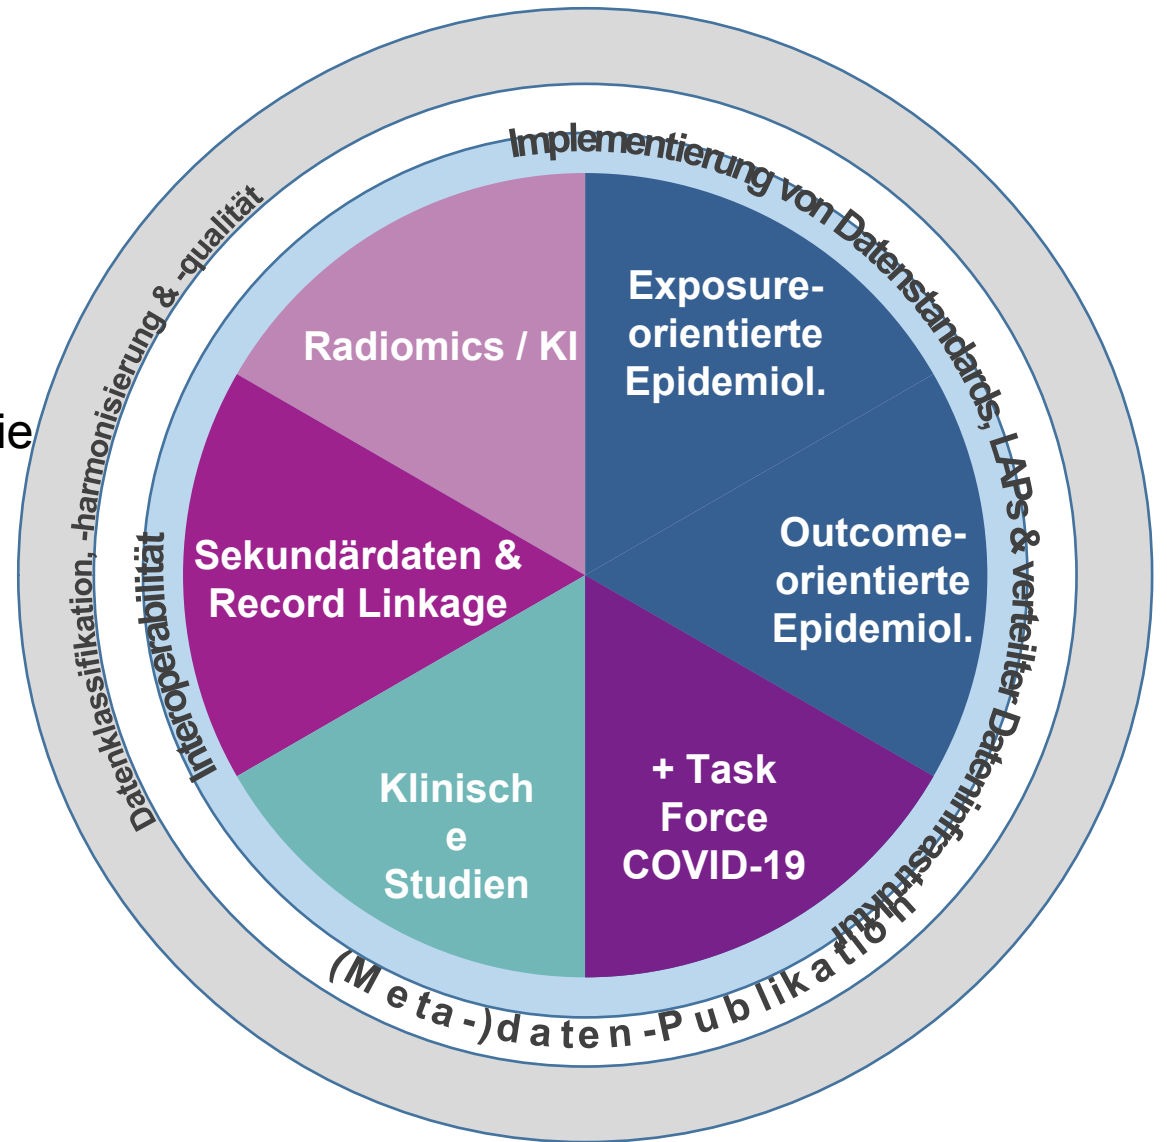 Implementierung von Datenstandards, LAPs & verteilter Dateninfrastruktur
Datenklassifikation, -harmonisierung & -qualität
Interoperabilität
(Meta-)daten-Publikation
ie
Radiomics / KI
Exposure-
orientierte
Epidemiol.
Sekundärdaten &
Record Linkage
Outcome-
orientierte
Epidemiol.
Klinisch
e
Studien
+ Task
Force
COVID-19